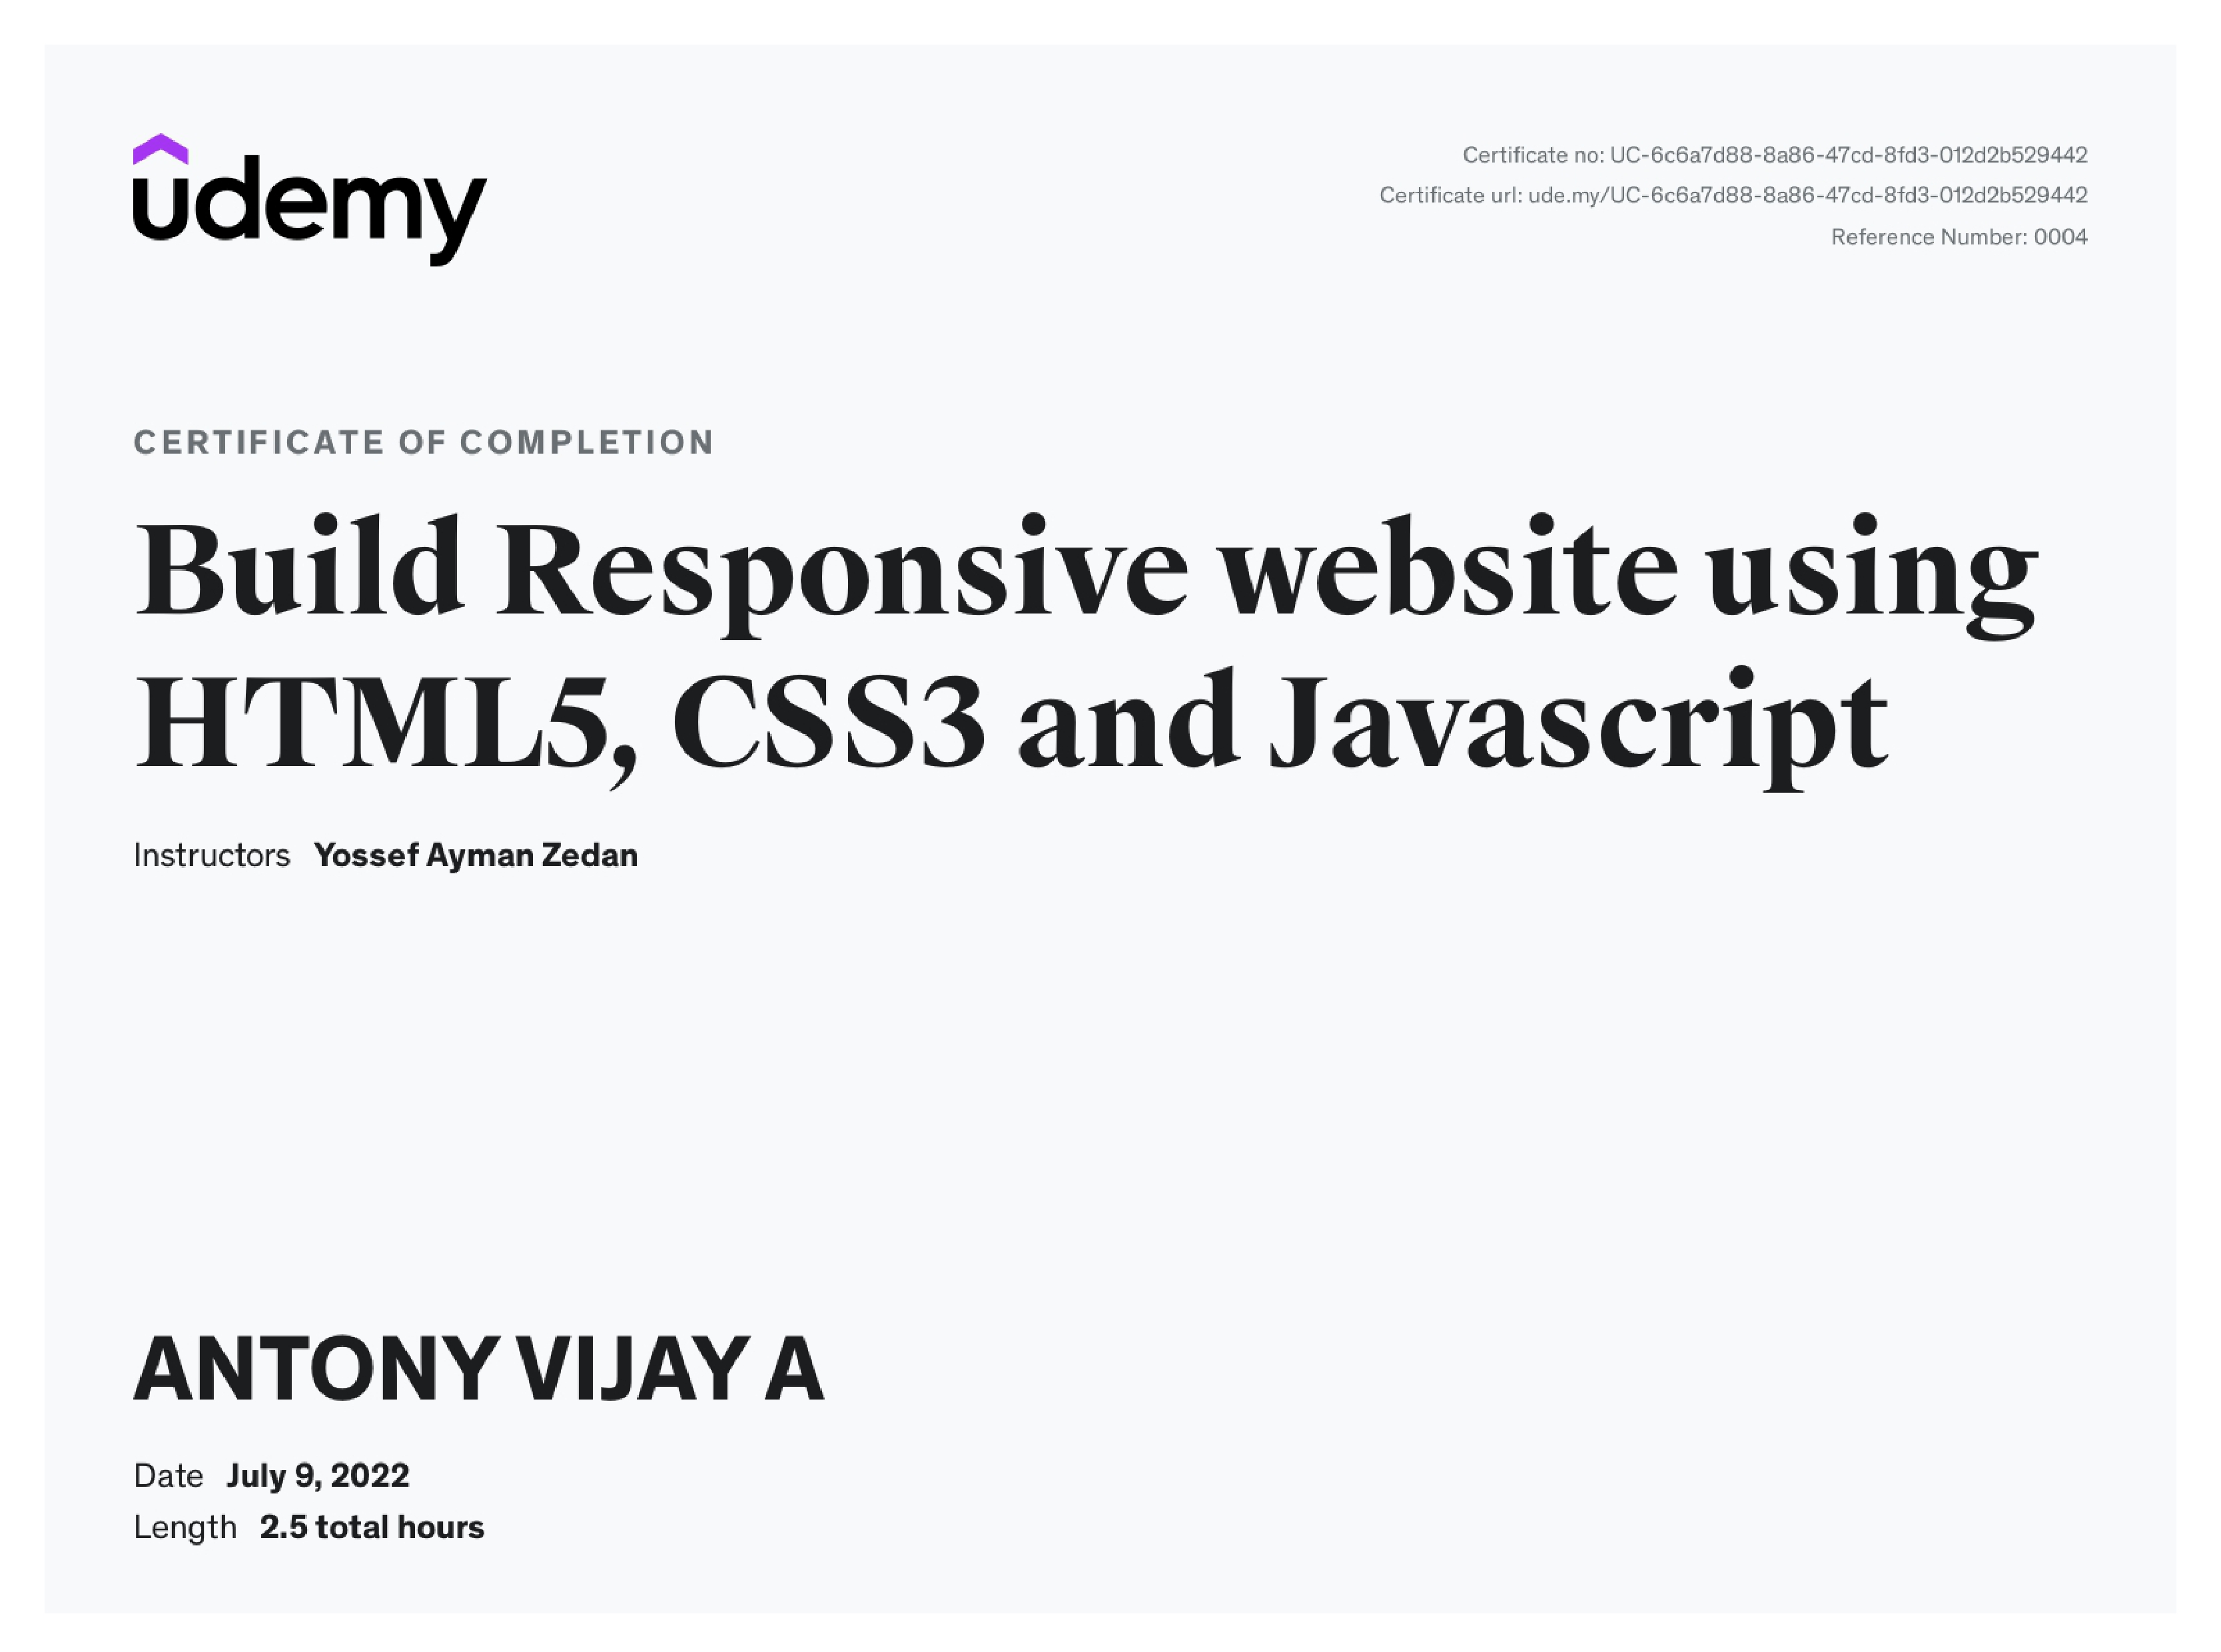 udemy
Certificate no: UC-6c6a7d88-8a86-47cd-8fd3-012d2b529442
Certificate url: ude.my/UC-6c6a7d88-8a86-47cd-8fd3-012d2b529442
Reference Number: 0004
CERTIFICATE OF COMPLETION
Build Responsive website using
HTML5, CSS3 and Javascript
Instructors Yossef Ayman Zedan
ANTONY VIJAY A
Date July 9, 2022
Length 2.5 total hours